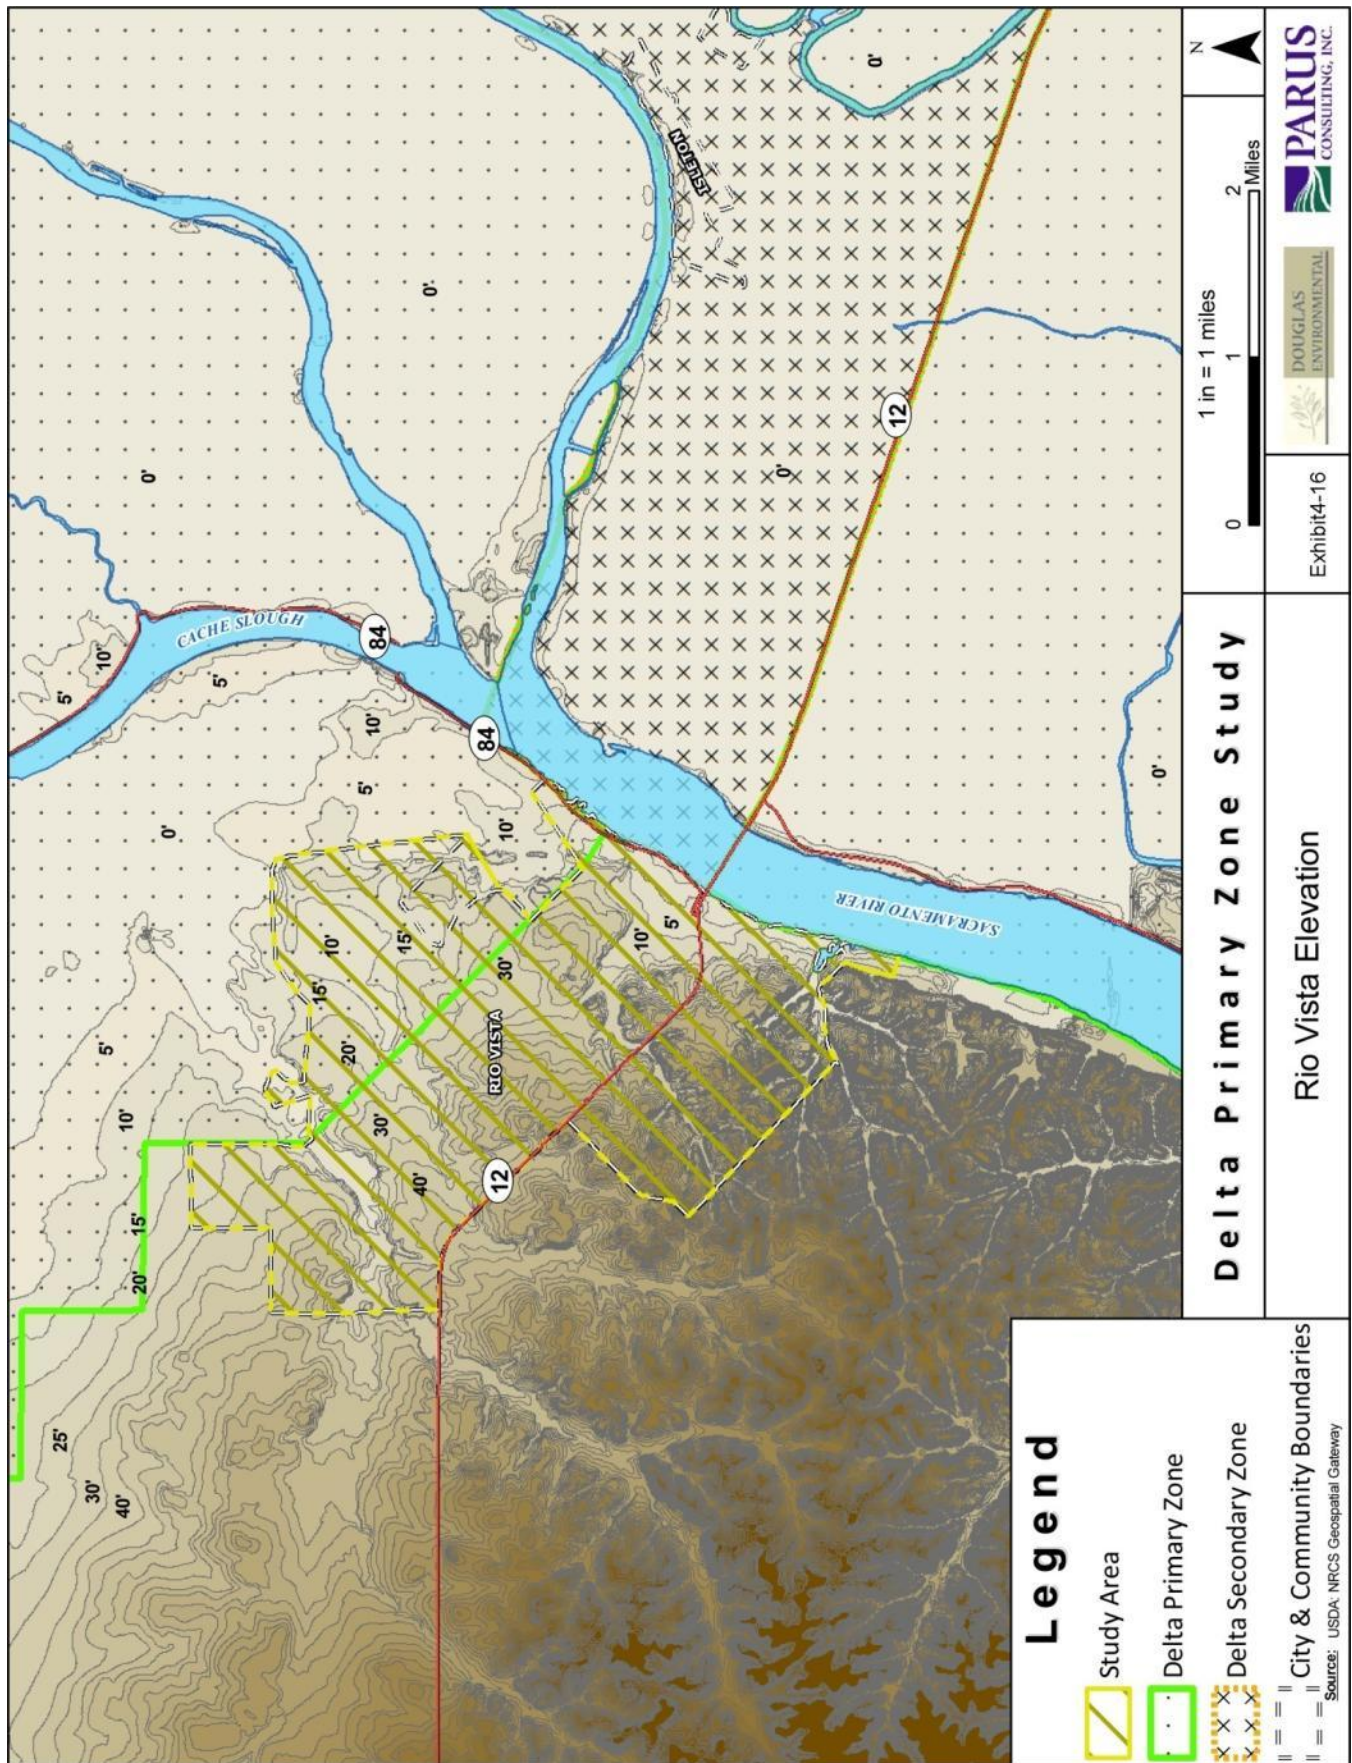 0'
0'
0'
0'
ISLETON
CACHE SLOUGH
84
84
10'
5'
5'
10'
5'
0'
10'
12
0'
0'
5'
10'
15'
20'
25'
30'
40'
10'
15'
15'
20'
30'
30'
40'
RIO VISTA
12
10'
5'
SACRAMENTO RIVER
Legend
Study Area
Delta Primary Zone
Delta Secondary Zone
City & Community Boundaries
Source: USDA: NRCS Geospatial Gateway
Delta Primary Zone Study
Rio Vista Elevation
1 in = 1 miles
0 1 2
Miles
N
Exhibit4-16
DOUGLAS
ENVIRONMENTAL
PARUS
CONSULTING, INC.